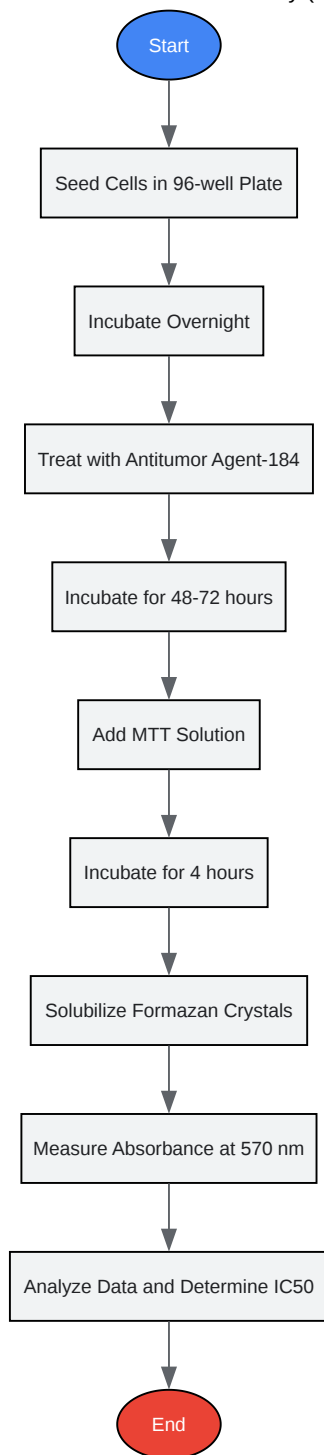 Start
Seed Cells in 96-well Plate
Incubate Overnight
Treat with Antitumor Agent-184
Incubate for 48-72 hours
Add MTT Solution
Incubate for 4 hours
Solubilize Formazan Crystals
Measure Absorbance at 570 nm
Analyze Data and Determine IC50
End